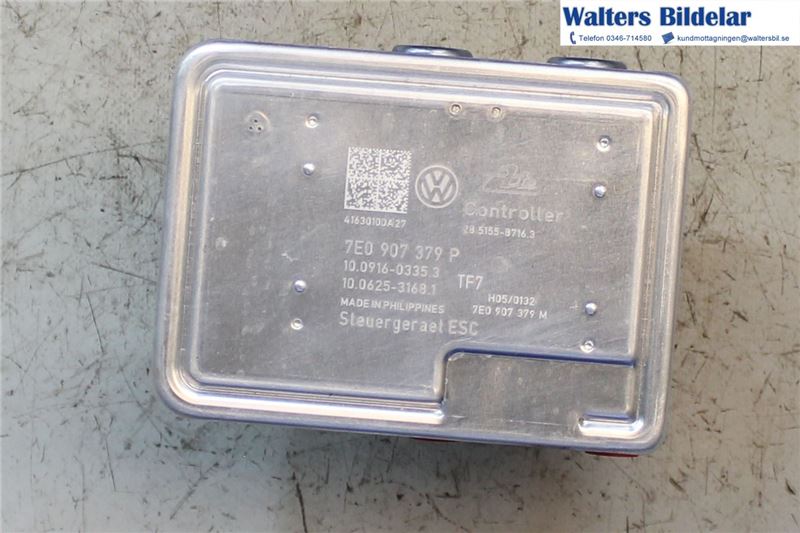 Walters Bildelar
Telefon 0346-714580 kundmottagningen@waltersbil.se
Ate
Controller
41630100A27
28.5155-8716.3
7E0 907 379 P
10.0916-0335.3
TF7
10.0625-3168.1
H05/0132
MADE IN PHILIPPINES
7E0 907 379 M
Steuergeraet ESC